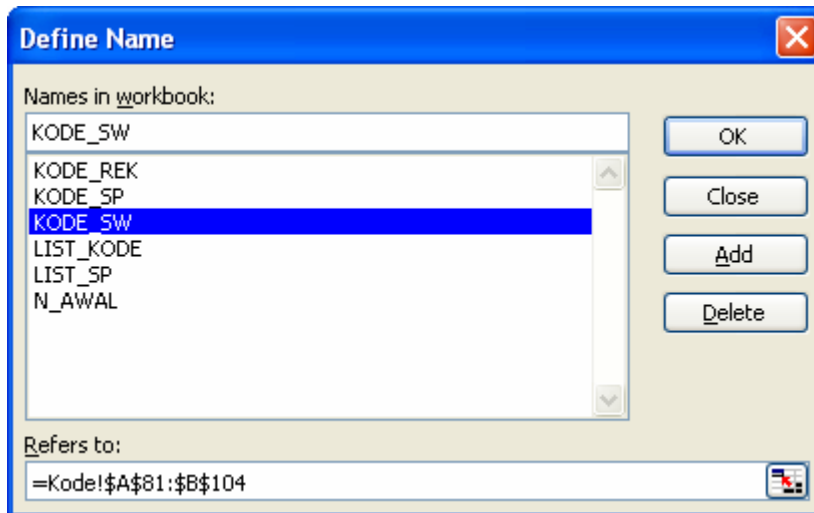 Define Name
Names in workbook:
KODE_SW
OK
KODE_REK
KODE_SP
KODE_SW
LIST_KODE
LIST_SP
N_AWAL
Close
Add
Delete
Refers to:
=Kode!$A$81:$B$104